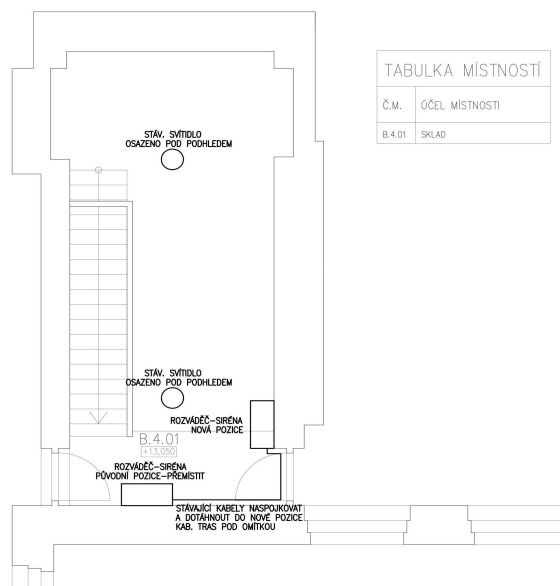 TABULKA MÍSTNOSTÍ
Č.M. ÚČEL MÍSTNOSTI
B.4.01 SKLAD
STÁV. SVÍTIDLO
OSAZENO POD PODHLEDEM
STÁV. SVÍTIDLO
OSAZENO POD PODHLEDEM
ROZVÁDĚČ-SIRÉNA
NOVÁ POZICE
B.4.01
+13,050
ROZVÁDĚČ-SIRÉNA
PŮVODNÍ POZICE-PŘEMÍSTIT
STÁVAJÍCÍ KABELY NASPOJKOVAT
A DOTÁHNOUT DO NOVÉ POZICE
KAB. TRAS POD OMÍTKOU